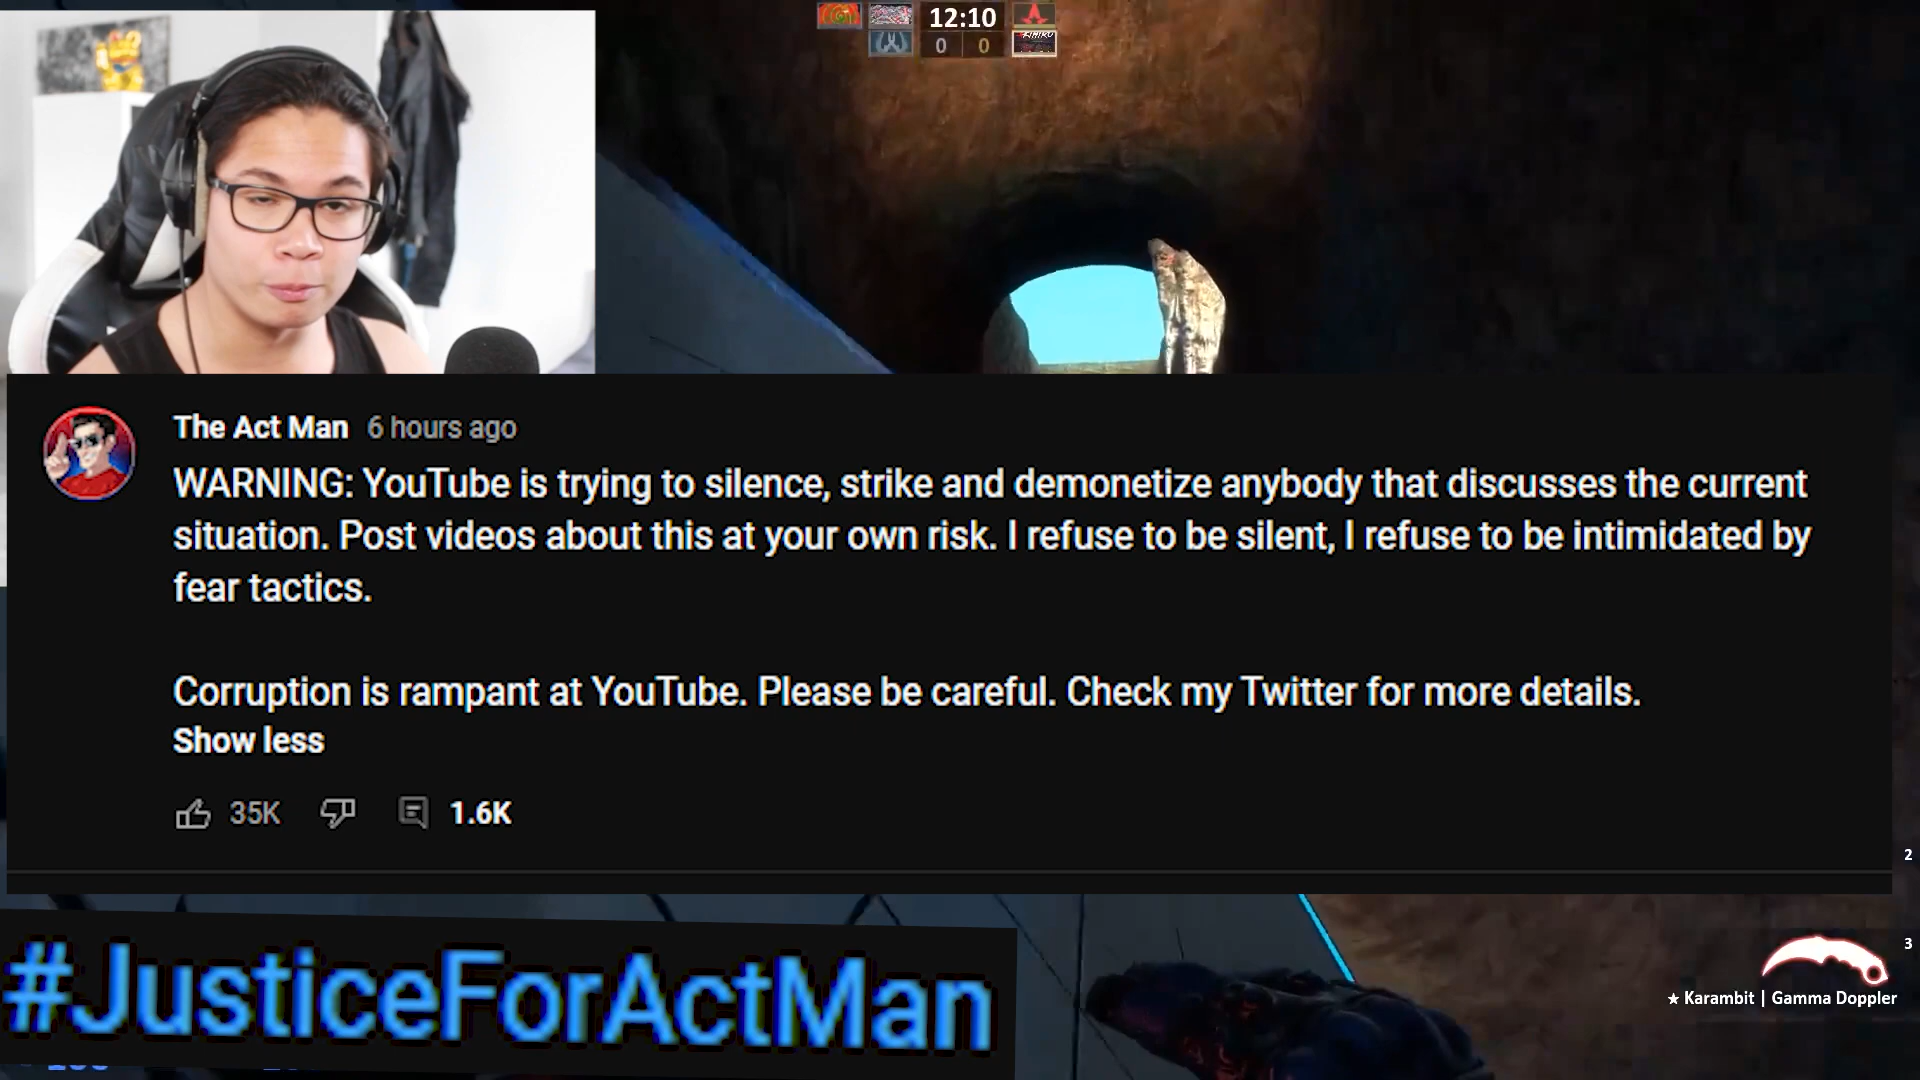 12:10
0 0
The Act Man 6 hours ago
WARNING: YouTube is trying to silence, strike and demonetize anybody that discusses the current
situation. Post videos about this at your own risk. I refuse to be silent, I refuse to be intimidated by
fear tactics.
Corruption is rampant at YouTube. Please be careful. Check my Twitter for more details.
Show less
35K 1.6K
2
3
★ Karambit | Gamma Doppler
#JusticeForActMan